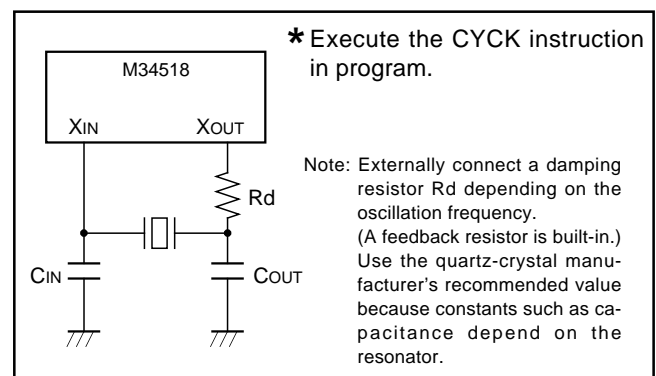 * Execute the CYCK instruction
in program.
M34518
XIN
XOUT
Rd
CIN
COUT
Note: Externally connect a damping
resistor Rd depending on the
oscillation frequency.
(A feedback resistor is built-in.)
Use the quartz-crystal manu-
facturer's recommended value
because constants such as ca-
pacitance depend on the
resonator.